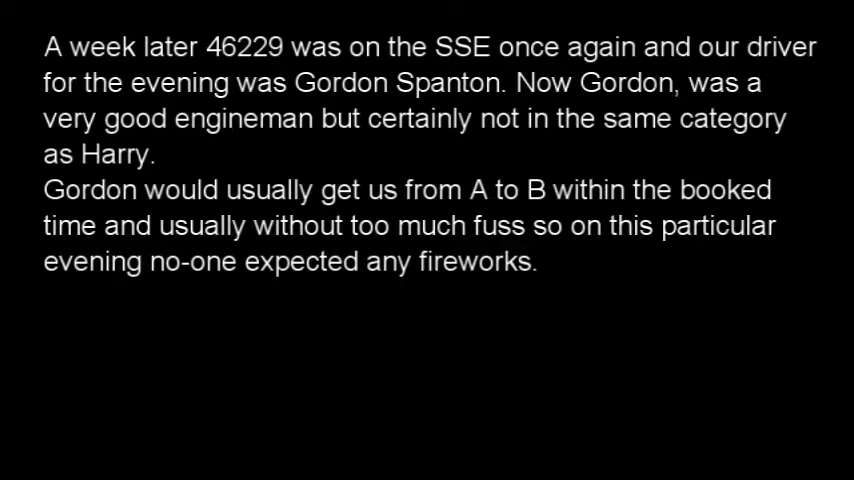 A week later 46229 was on the SSE once again and our driver
for the evening was Gordon Spanton. Now Gordon, was a
very good engineman but certainly not in the same category
as Harry.
Gordon would usually get us from A to B within the booked
time and usually without too much fuss so on this particular
evening no-one expected any fireworks.